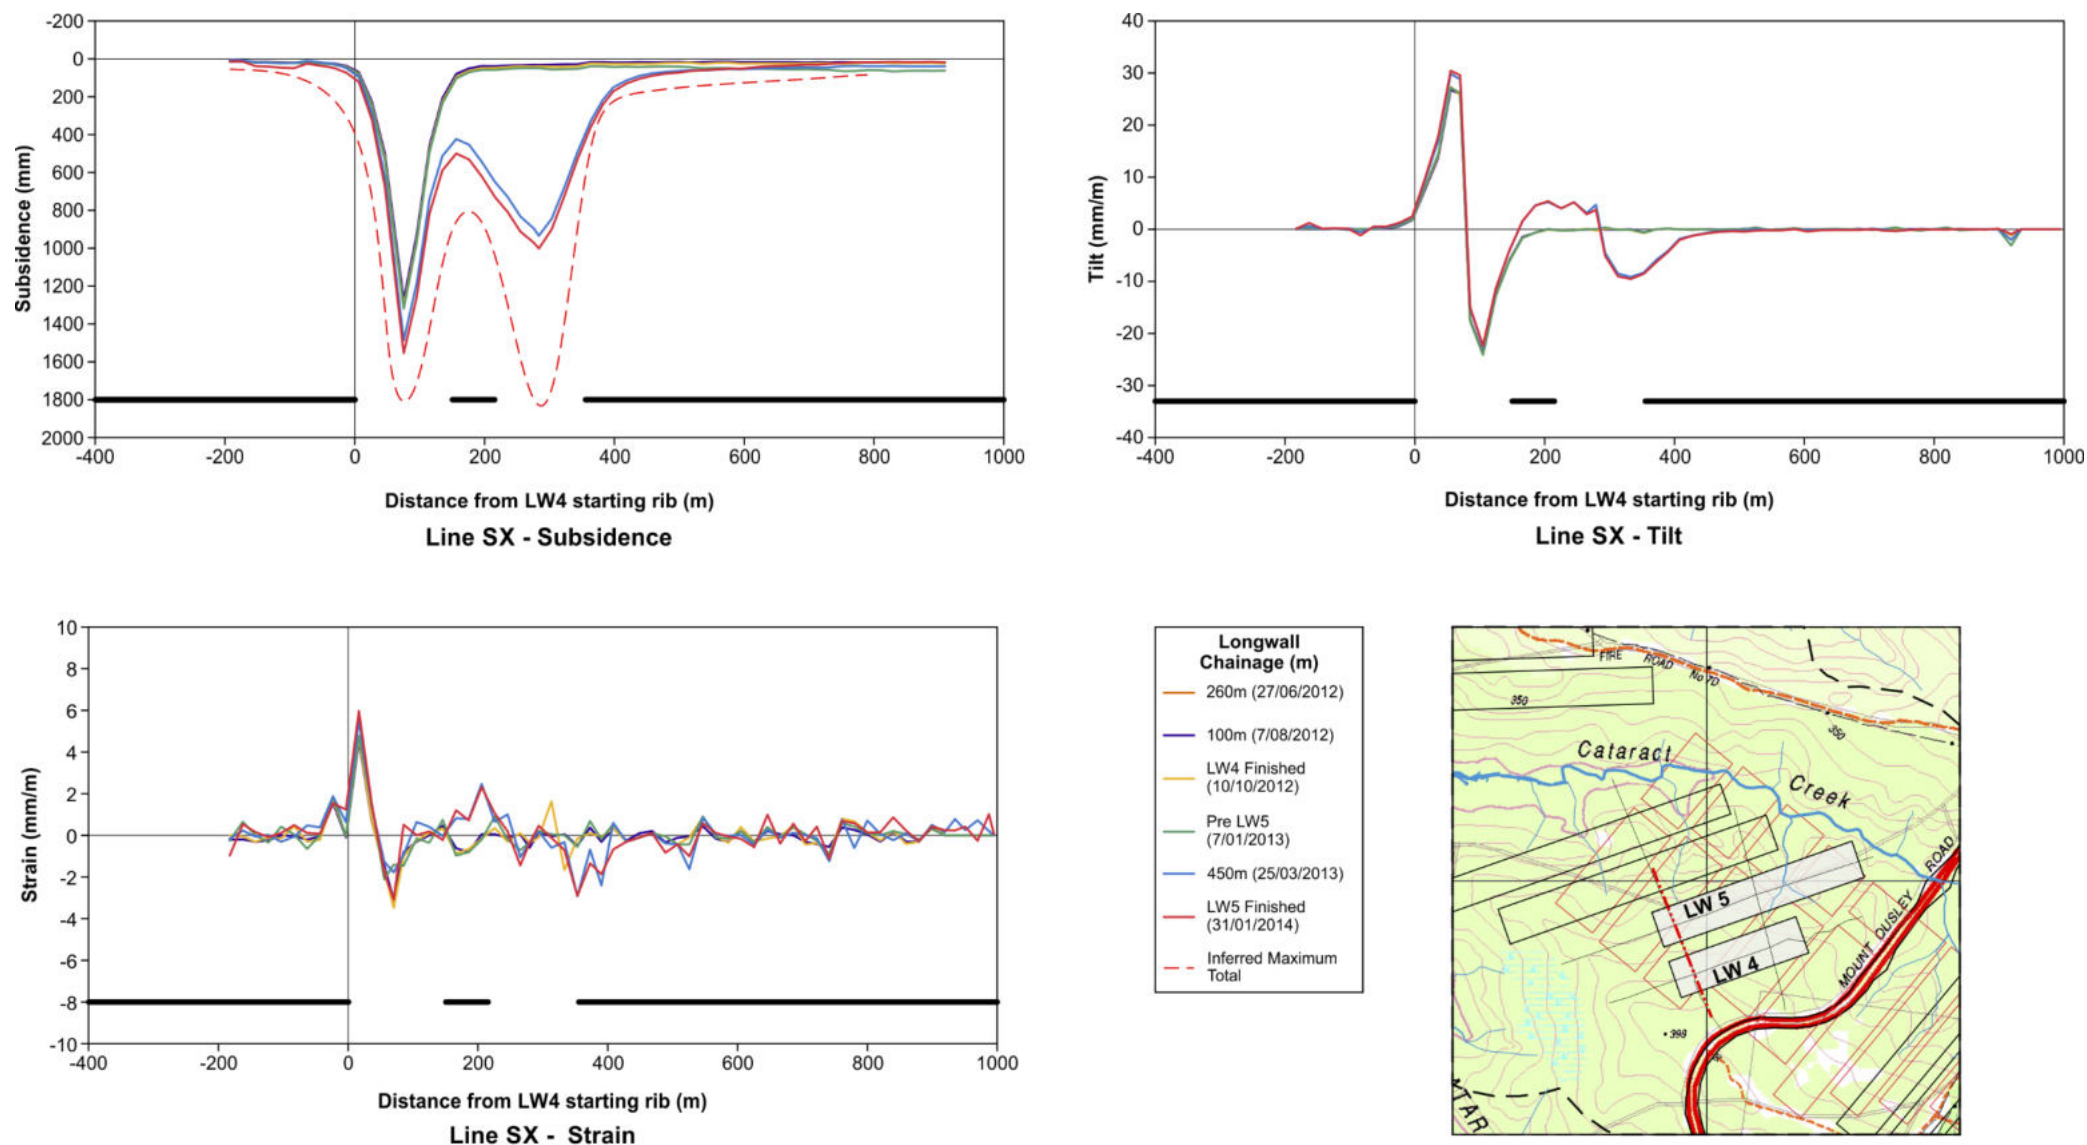 -200
0
200
400
600
800
1000
1200
1400
1600
1800
2000
Subsidence (mm)
-400 -200 0 200 400 600 800 1000
Distance from LW4 starting rib (m)
Line SX - Subsidence
40
30
20
10
0
-10
-20
-30
-40
Tilt (mm/m)
-400 -200 0 200 400 600 800 1000
Distance from LW4 starting rib (m)
Line SX - Tilt
10
8
6
4
2
0
-2
-4
-6
-8
-10
Strain (mm/m)
-400 -200 0 200 400 600 800 1000
Distance from LW4 starting rib (m)
Line SX - Strain
Longwall
Chainage (m)
260m (27/06/2012)
100m (7/08/2012)
LW4 Finished
(10/10/2012)
Pre LW5
(7/01/2013)
450m (25/03/2013)
LW5 Finished
(31/01/2014)
Inferred Maximum
Total
FIRE ROAD No 7D
350
350
Cataract Creek
LW 5
LW 4
MOUNT OUSLEY ROAD
398
TAR